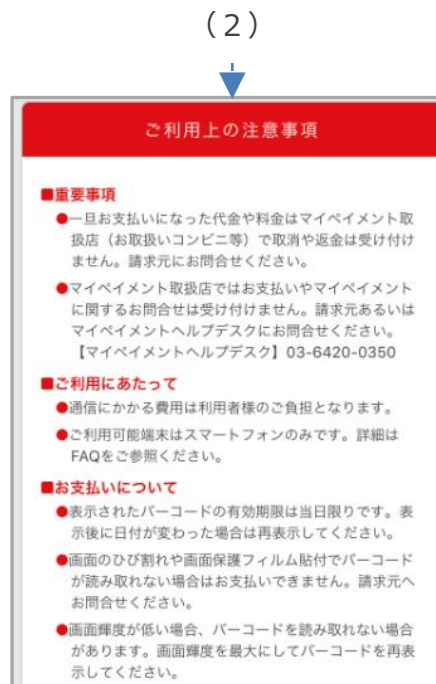 （2）
ご利用上の注意事項
■重要事項
●一旦お支払いになった代金や料金はマイペイメント取
扱店（お取扱いコンビニ等）で取消や返金は受け付け
ません。請求元にお問合せください。
●マイペイメント取扱店ではお支払いやマイペイメント
に関するお問合せは受け付けません。請求元あるいは
マイペイメントヘルプデスクにお問合せください。
【マイペイメントヘルプデスク】03-6420-0350
■ご利用にあたって
●通信にかかる費用は利用者様のご負担となります。
●ご利用可能端末はスマートフォンのみです。詳細は
FAQをご参照ください。
■お支払いについて
●表示されたバーコードの有効期限は当日限りです。表
示後に日付が変わった場合は再表示してください。
●画面のひび割れや画面保護フィルム貼付でバーコード
が読み取れない場合はお支払いできません。請求元へ
お問合せください。
●画面輝度が低い場合、バーコードを読み取れない場合
があります。画面輝度を最大にしてバーコードを再表
示してください。